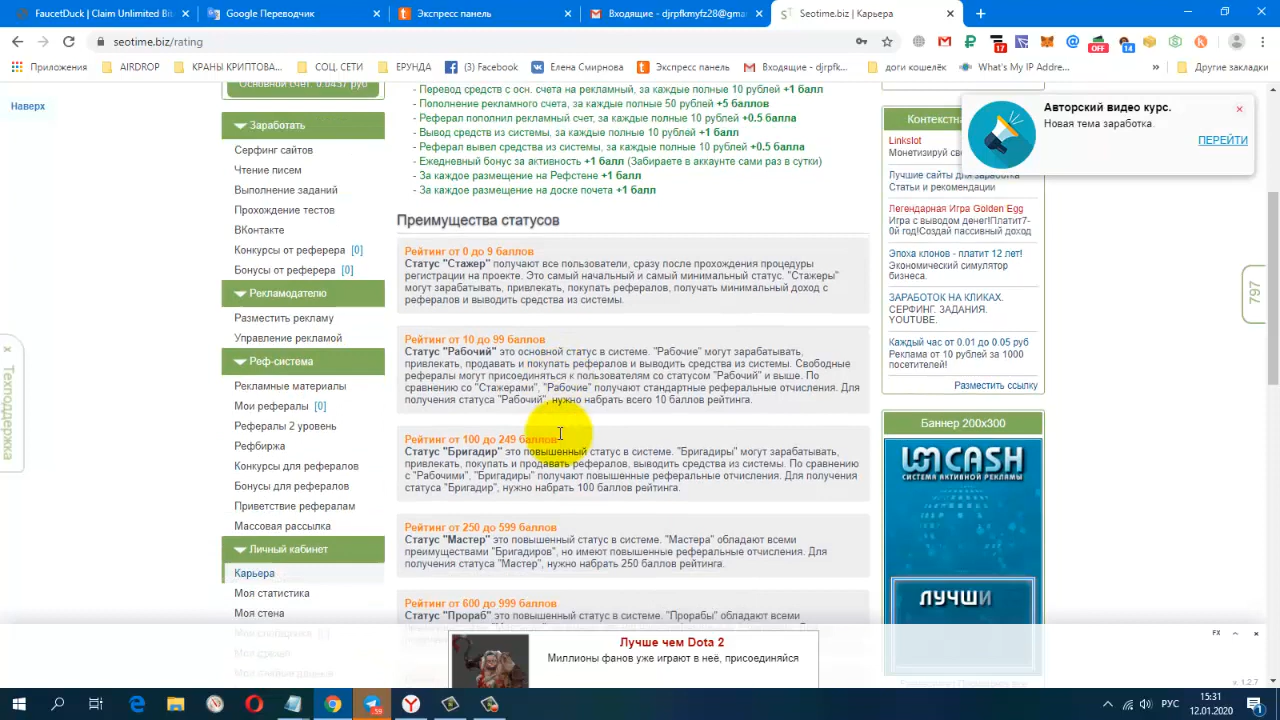 FaucetDuck | Claim Unlimited Bit
Google Переводчик
Экспресс панель
Входящие - djrpfkmyfz28@gmai
Seotime.biz | Карьера
seotime.biz/rating
17
OFF
14
Приложения
AIRDROP
КРАНЫ КРИПТОВА...
СОЦ. СЕТИ
ЕРУНДА
(3) Facebook
Елена Смирнова
Экспресс панель
Входящие - djrpfk...
доги кошелёк
What's My IP Addre...
Другие закладки
Наверх
Техподдержка
Заработать
Серфинг сайтов
Чтение писем
Выполнение заданий
Прохождение тестов
ВКонтакте
Конкурсы от реферера [0]
Бонусы от реферера [0]
Рекламодателю
Разместить рекламу
Управление рекламой
Реф-система
Рекламные материалы
Мои рефералы [0]
Рефералы 2 уровень
Рефбиржа
Конкурсы для рефералов
Бонусы для рефералов
Приветствие рефералам
Массовая рассылка
Личный кабинет
Карьера
Моя статистика
Моя стена
- Перевод средств с осн. счета на рекламный, за каждые полные 10 рублей +1 балл
- Пополнение рекламного счета, за каждые полные 50 рублей +5 баллов
- Реферал пополнил рекламный счет, за каждые полные 10 рублей +0.5 балла
- Вывод средств из системы, за каждые полные 10 рублей +1 балл
- Реферал вывел средства из системы, за каждые полные 10 рублей +0.5 балла
- Ежедневный бонус за активность +1 балл (Забираете в аккаунте сами раз в сутки)
- За каждое размещение на Рефстене +1 балл
- За каждое размещение на доске почета +1 балл
Преимущества статусов
Рейтинг от 0 до 9 баллов
Статус "Стажер" получают все пользователи, сразу после прохождения процедуры
регистрации на проекте. Это самый начальный и самый минимальный статус. "Стажеры"
могут зарабатывать, привлекать, покупать рефералов, получать минимальный доход с
рефералов и выводить средства из системы.
Рейтинг от 10 до 99 баллов
Статус "Рабочий" это основной статус в системе. "Рабочие" могут зарабатывать,
привлекать, продавать и покупать рефералов и выводить средства из системы. Свободные
рефералы могут присоединяться к пользователям со статусом "Рабочий" и выше. По
сравнению со "Стажерами", "Рабочие" получают стандартные реферальные отчисления. Для
получения статуса "Рабочий", нужно набрать всего 10 баллов рейтинга.
Рейтинг от 100 до 249 баллов
Статус "Бригадир" это повышенный статус в системе. "Бригадиры" могут зарабатывать,
привлекать, покупать и продавать рефералов, выводить средства из системы. По сравнению
с "Рабочими", "Бригадиры" получают повышенные реферальные отчисления. Для получения
статуса "Бригадир", нужно набрать 100 баллов рейтинга.
Рейтинг от 250 до 599 баллов
Статус "Мастер" это повышенный статус в системе. "Мастера" обладают всеми
преимуществами "Бригадиров", но имеют повышенные реферальные отчисления. Для
получения статуса "Мастер", нужно набрать 250 баллов рейтинга.
Рейтинг от 600 до 999 баллов
Статус "Прораб" это повышенный статус в системе. "Прорабы" обладают всеми
Авторский видео курс.
Новая тема заработка.
ПЕРЕЙТИ
Контекстна
Linkslot
Монетизируй св
Лучшие сайты для заработка
Статьи и рекомендации
Легендарная Игра Golden Egg
Игра с выводом денег!Платит7-
0й год!Создай пассивный доход
Эпоха клонов - платит 12 лет!
Экономический симулятор
бизнеса.
ЗАРАБОТОК НА КЛИКАХ.
СЕРФИНГ. ЗАДАНИЯ.
YOUTUBE.
Каждый час от 0.01 до 0.05 руб
Реклама от 10 рублей за 1000
посетителей!
Разместить ссылку
797
Баннер 200x300
CASH
СИСТЕМА АКТИВНОЙ РЕКЛАМЫ
ЛУЧШИ
Лучше чем Dota 2
Миллионы фанов уже играют в неё, присоединяйся
FX
v. 1.2.7
РУС
15:31
12.01.2020